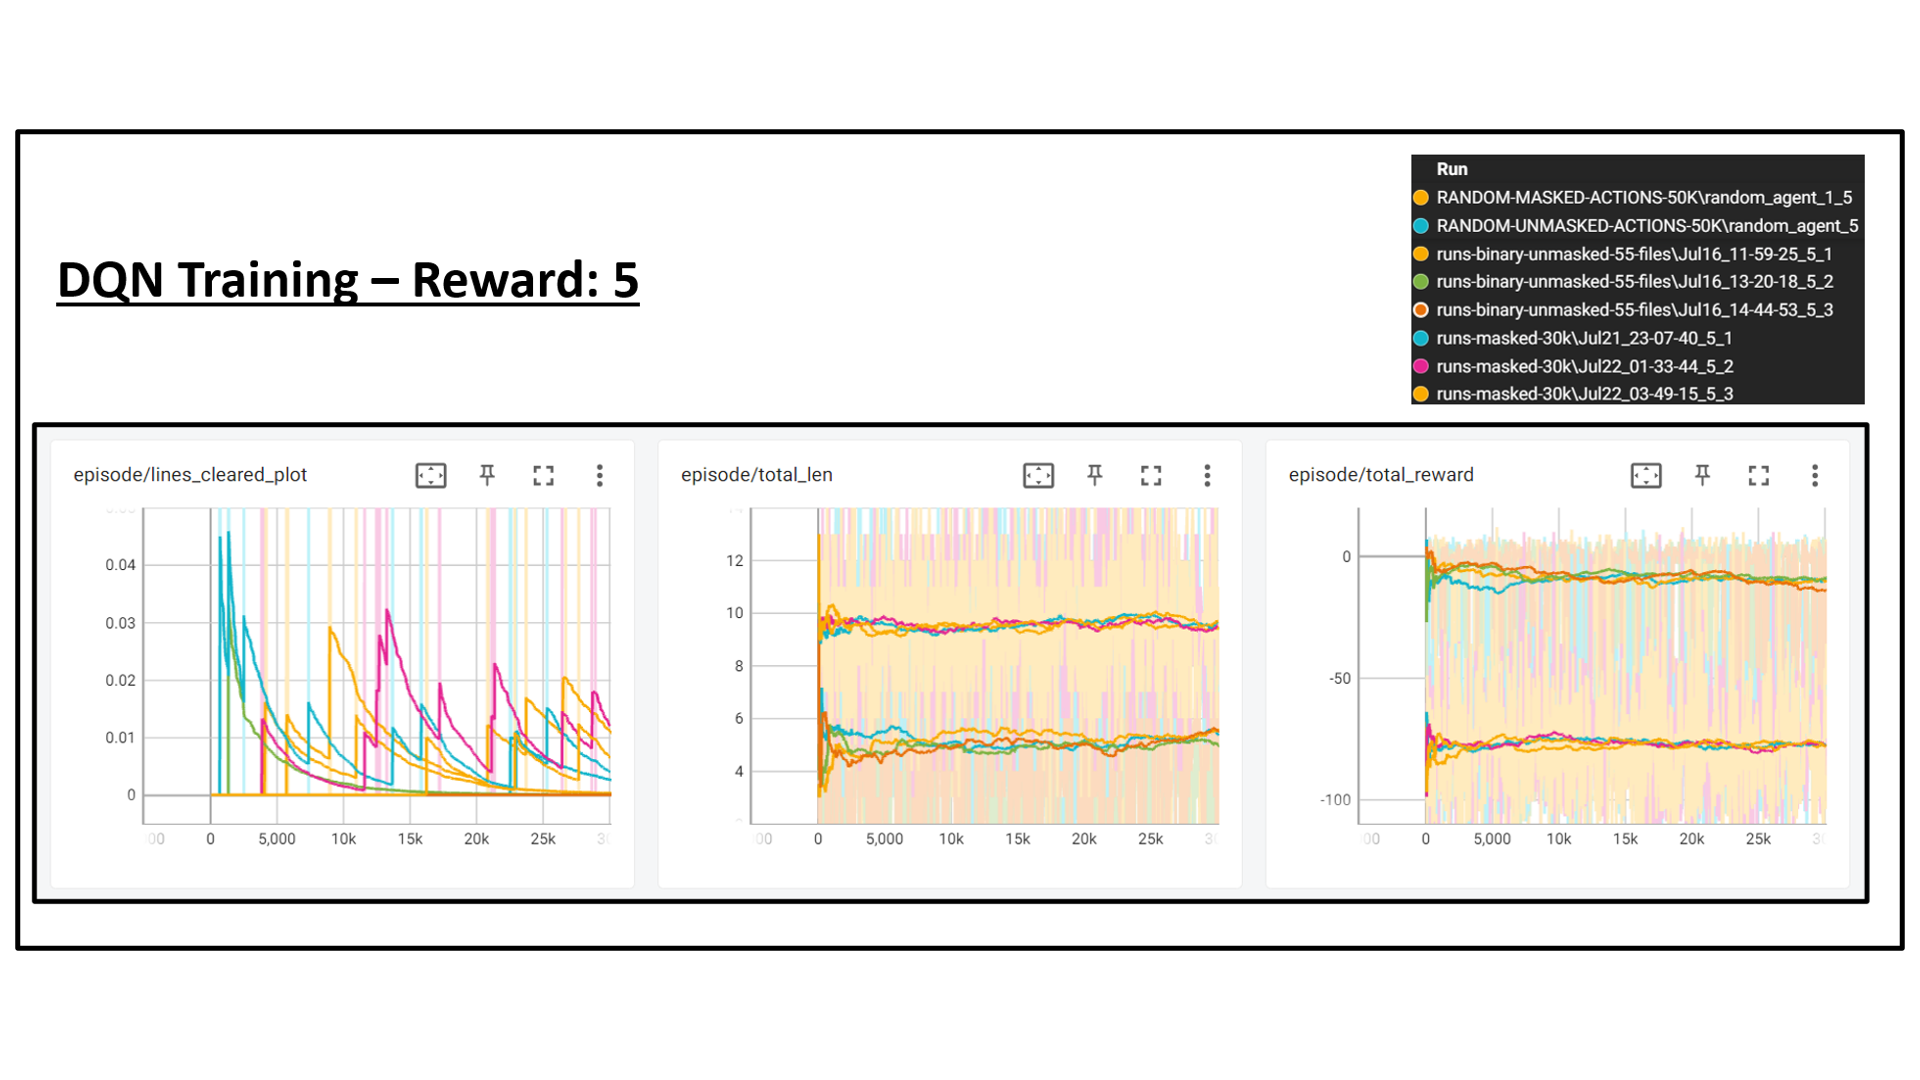 Run
RANDOM-MASKED-ACTIONS-50K\random_agent_1_5
RANDOM-UNMASKED-ACTIONS-50K\random_agent_5
runs-binary-unmasked-55-files\Jul16_11-59-25_5_1
runs-binary-unmasked-55-files\Jul16_13-20-18_5_2
runs-binary-unmasked-55-files\Jul16_14-44-53_5_3
runs-masked-30k\Jul21_23-07-40_5_1
runs-masked-30k\Jul22_01-33-44_5_2
runs-masked-30k\Jul22_03-49-15_5_3
DQN Training – Reward: 5
episode/lines_cleared_plot
0.04
0.03
0.02
0.01
0
0 5,000 10k 15k 20k 25k
episode/total_len
12
10
8
6
4
0 5,000 10k 15k 20k 25k
episode/total_reward
0
-50
-100
0 5,000 10k 15k 20k 25k